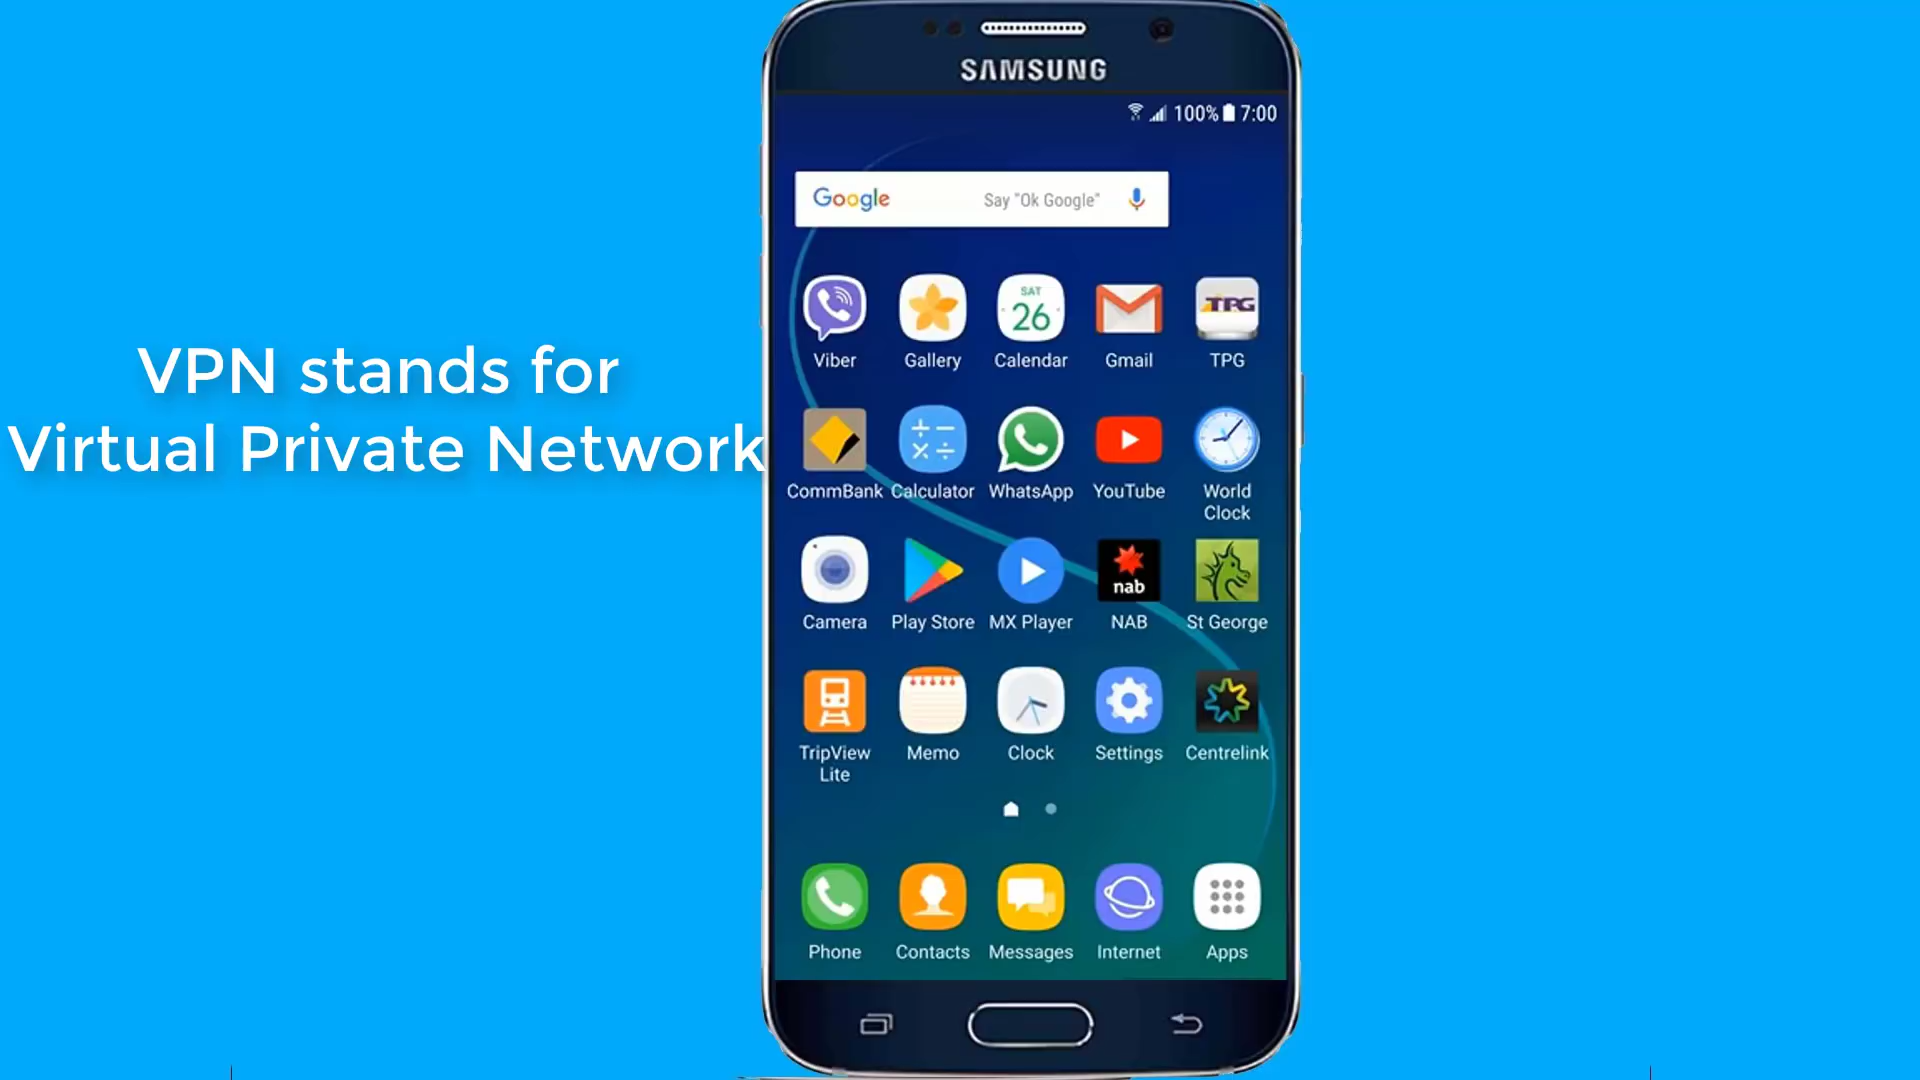 SAMSUNG
100% 7:00
Google Say "Ok Google"
SAT
26
TPG
Viber Gallery Calendar Gmail TPG
CommBank Calculator WhatsApp YouTube World
Clock
nab
Camera Play Store MX Player NAB St George
TripView Memo Clock Settings Centrelink
Lite
Phone Contacts Messages Internet Apps
VPN stands for
Virtual Private Network